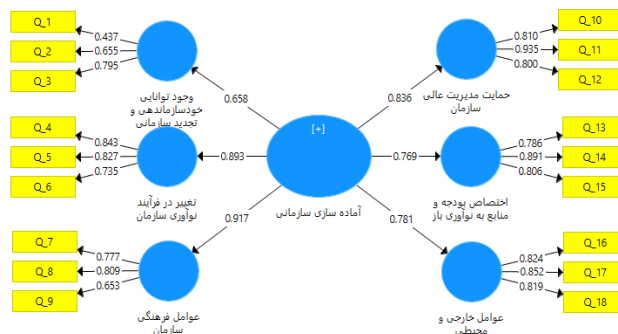 Q_1
0.437
Q_2
0.655
Q_3
0.795
وجود توانایی
خودسازماندهی و
تجدید سازمانی
0.658
Q_4
0.843
Q_5
0.827
Q_6
0.735
تغییر در فرآیند
نوآوری سازمان
0.893
Q_7
0.777
Q_8
0.809
Q_9
0.653
عوامل فرهنگی
سازمان
0.917
[+]
آماده سازی سازمانی
0.836
حمایت مدیریت عالی
سازمان
0.810
Q_10
0.935
Q_11
0.800
Q_12
0.769
اختصاص بودجه و
منابع به نوآوری باز
0.786
Q_13
0.891
Q_14
0.806
Q_15
0.781
عوامل خارجی و
محیطی
0.824
Q_16
0.852
Q_17
0.819
Q_18